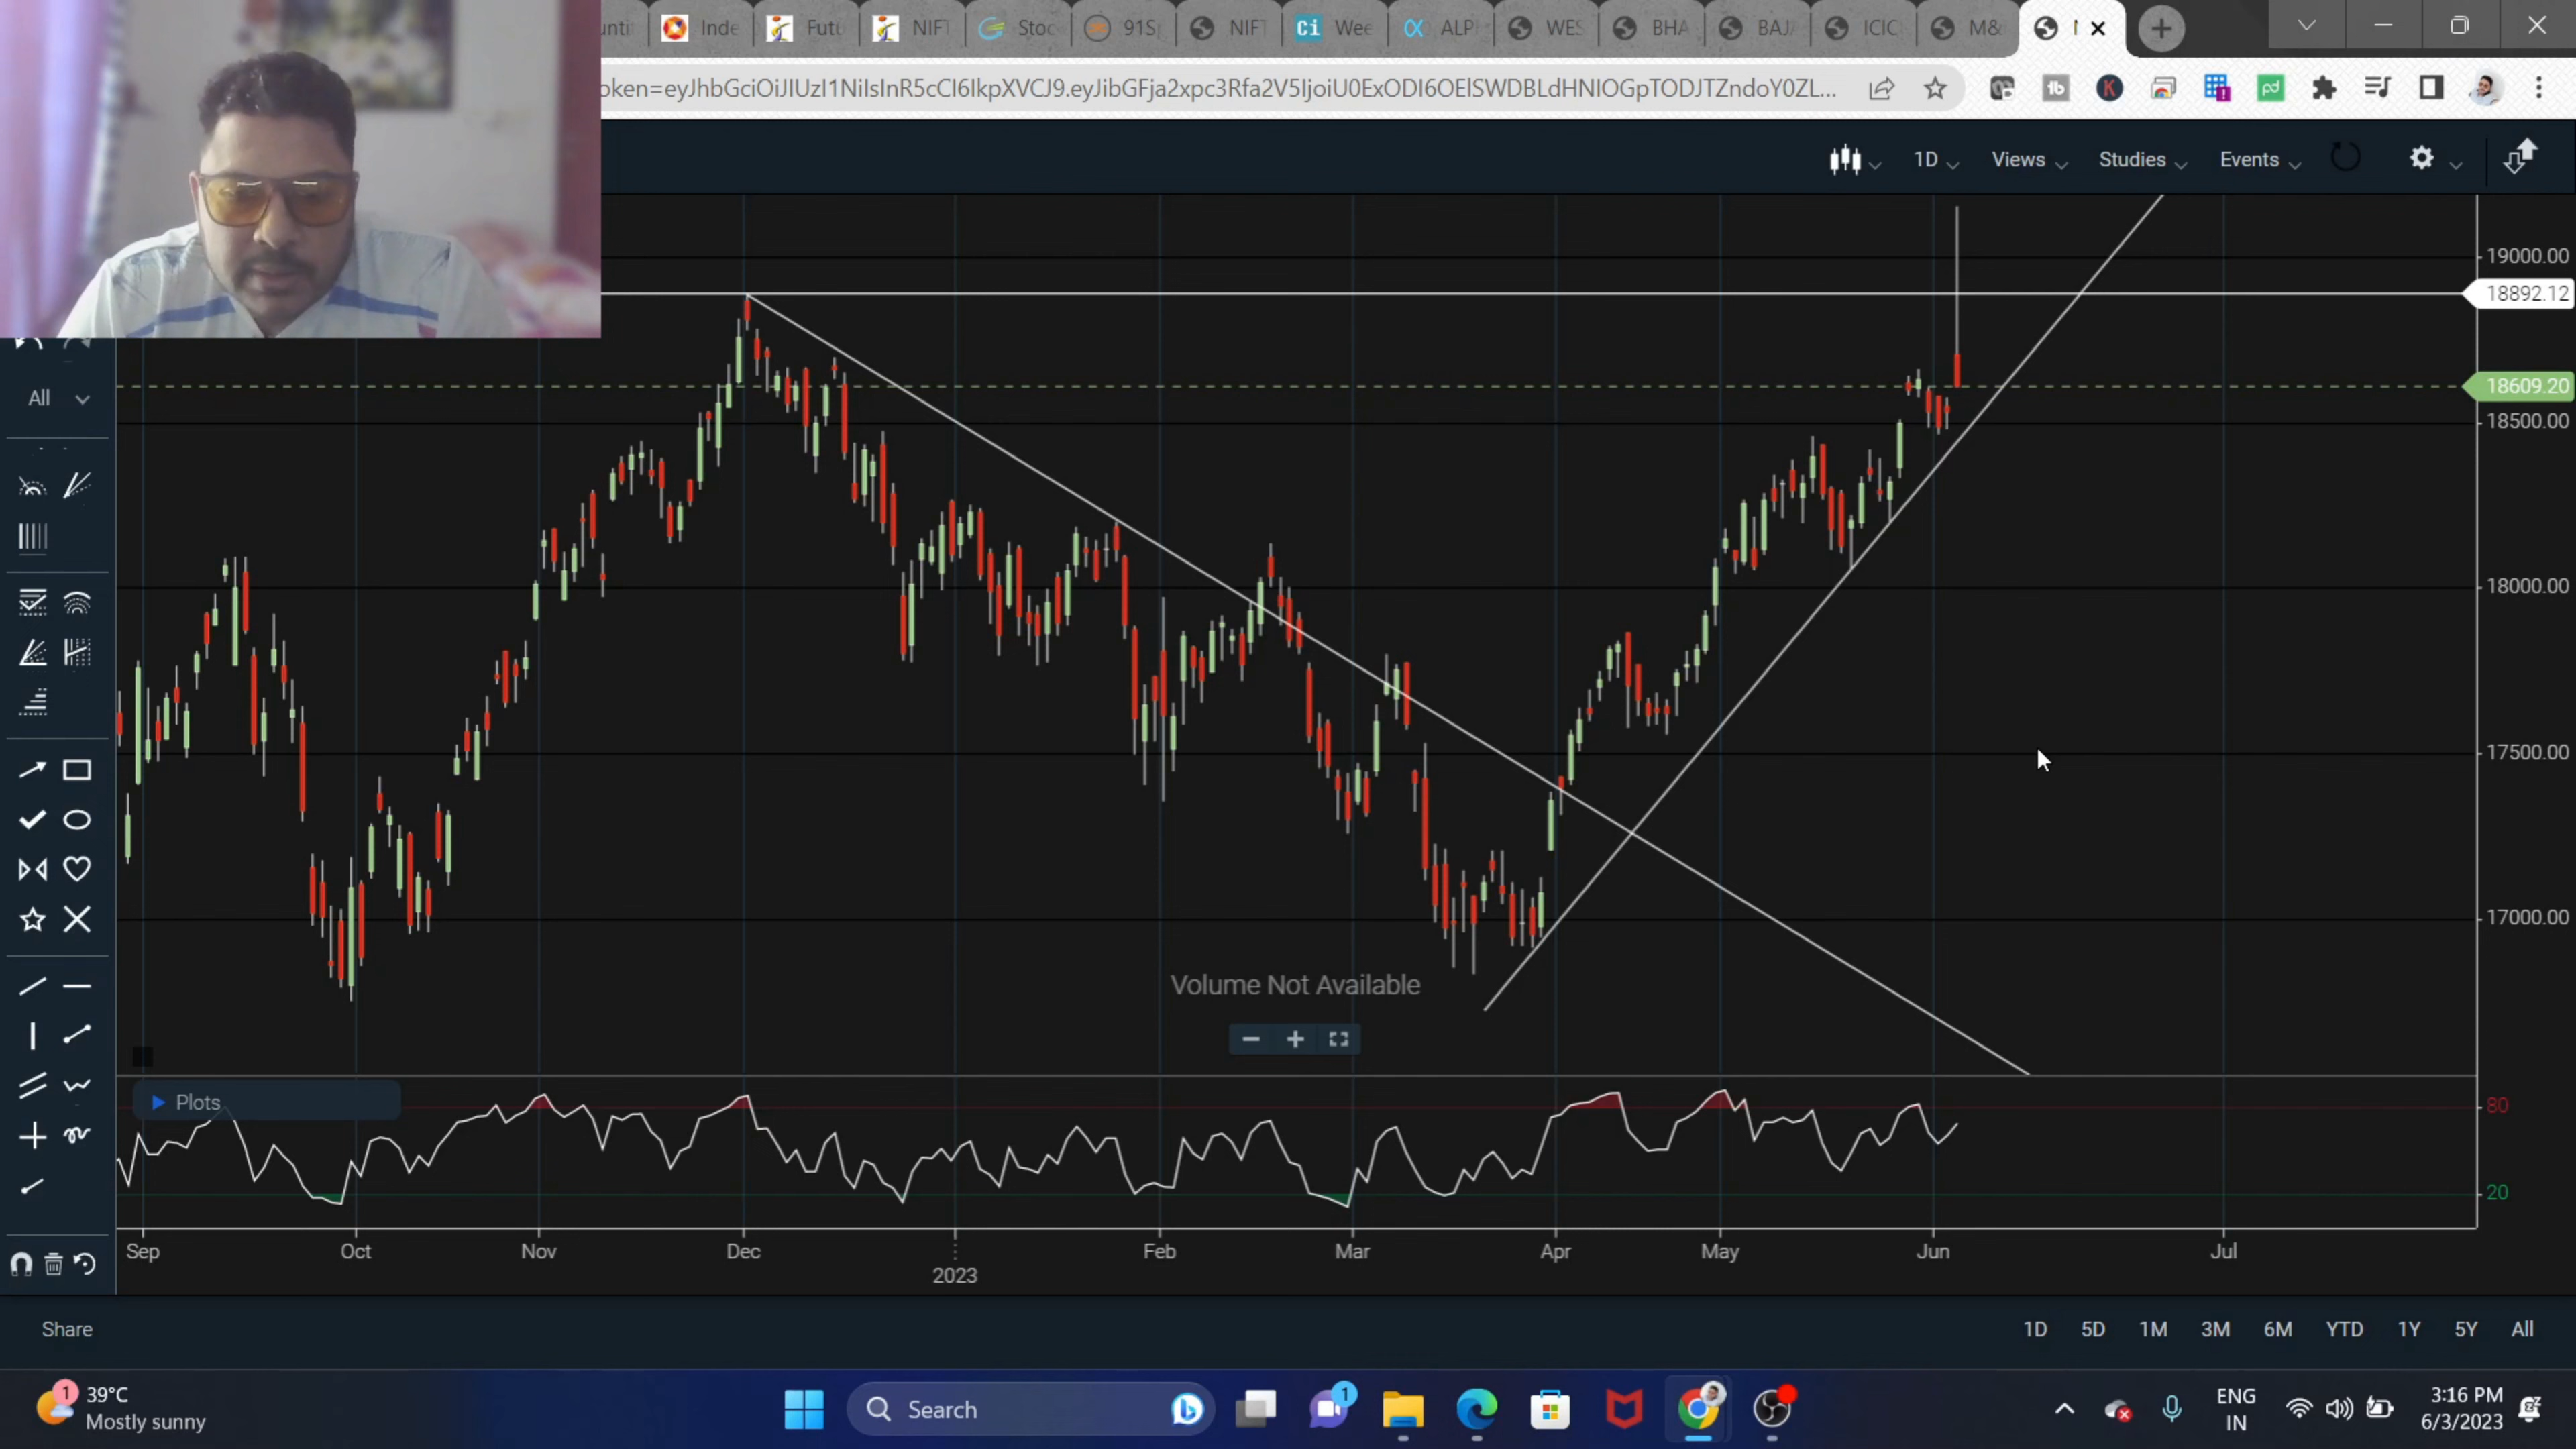 Inde
Futu
NIFT
Stoc
91S
NIFT
Ci Wee
ALP
WES
BHA
BAJ
ICIC
M&
oken=eyJhbGciOiJIUzI1NiIsInR5cCI6IkpXVCJ9.eyJibGFja2xpc3Rfa2V5IjoiU0ExODI6OElSWDBLdHNIOGpTODJTZndoY0ZL...
1D Views Studies Events
All
19000.00
18892.12
18609.20
18500.00
18000.00
17500.00
17000.00
Volume Not Available
Plots
80
20
Sep Oct Nov Dec 2023 Feb Mar Apr May Jun Jul
Share
1D 5D 1M 3M 6M YTD 1Y 5Y All
1
39°C
Mostly sunny
Search
1
ENG
IN
3:16 PM
6/3/2023